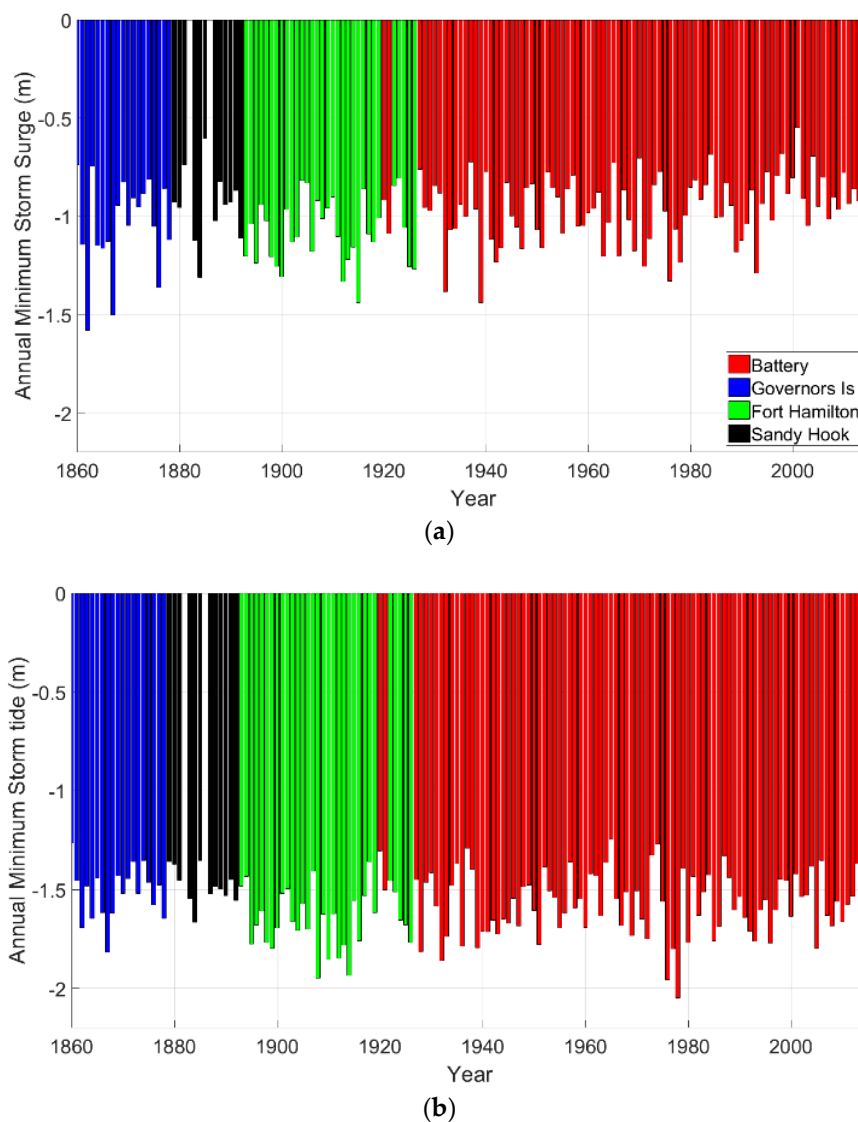 0
-0.5
-1
-1.5
-2
Annual Minimum Storm Surge (m)
Battery
Governors Is
Fort Hamilton
Sandy Hook
1860 1880 1900 1920 1940 1960 1980 2000
Year
(a)
0
-0.5
-1
-1.5
-2
Annual Minimum Storm tide (m)
1860 1880 1900 1920 1940 1960 1980 2000
Year
(b)